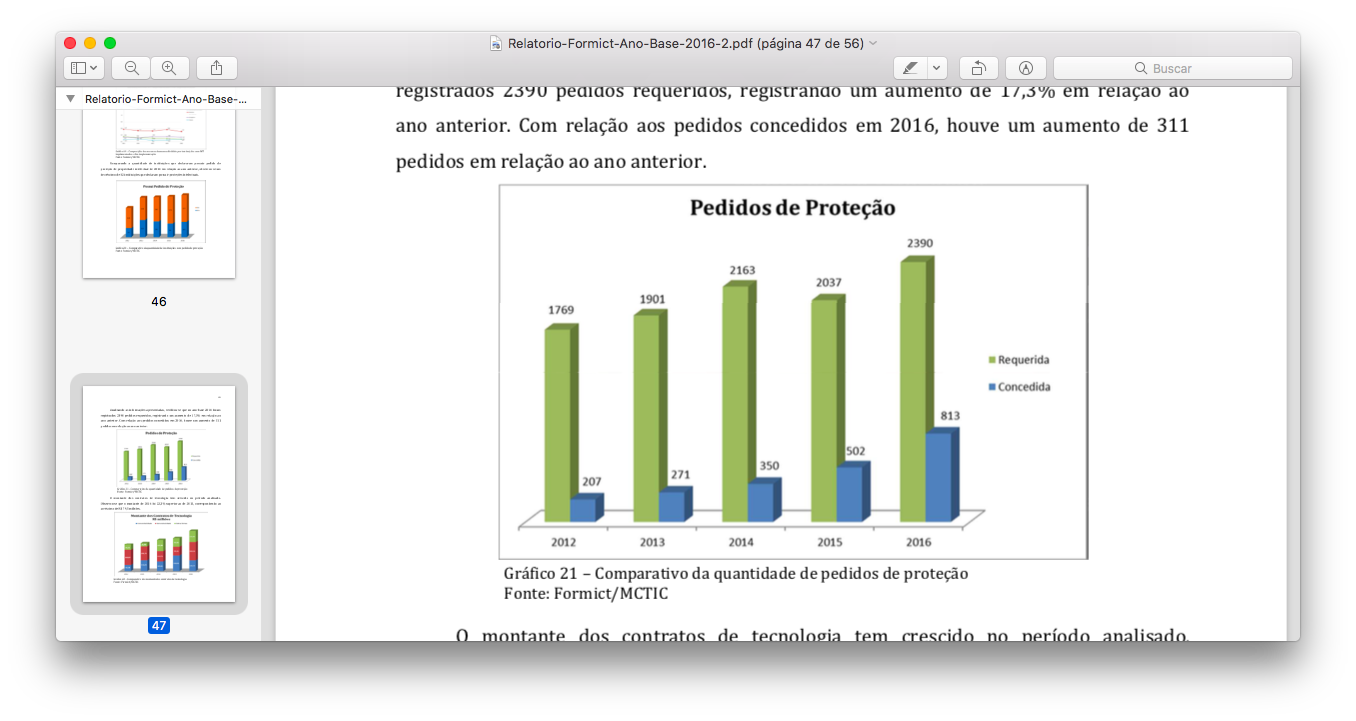 Relatorio-Formict-Ano-Base-2016-2.pdf (página 47 de 56)
Buscar
Relatorio-Formict-Ano-Base-...
46
Pedidos de Proteção
47
registrados 2390 pedidos requeridos, registrando um aumento de 17,3% em relação ao
ano anterior. Com relação aos pedidos concedidos em 2016, houve um aumento de 311
pedidos em relação ao ano anterior.
Pedidos de Proteção
2390
2163
2037
1901
1769
Requerida
Concedida
813
502
350
271
207
2012 2013 2014 2015 2016
Gráfico 21 – Comparativo da quantidade de pedidos de proteção
Fonte: Formict/MCTIC
O montante dos contratos de tecnologia tem crescido no período analisado.